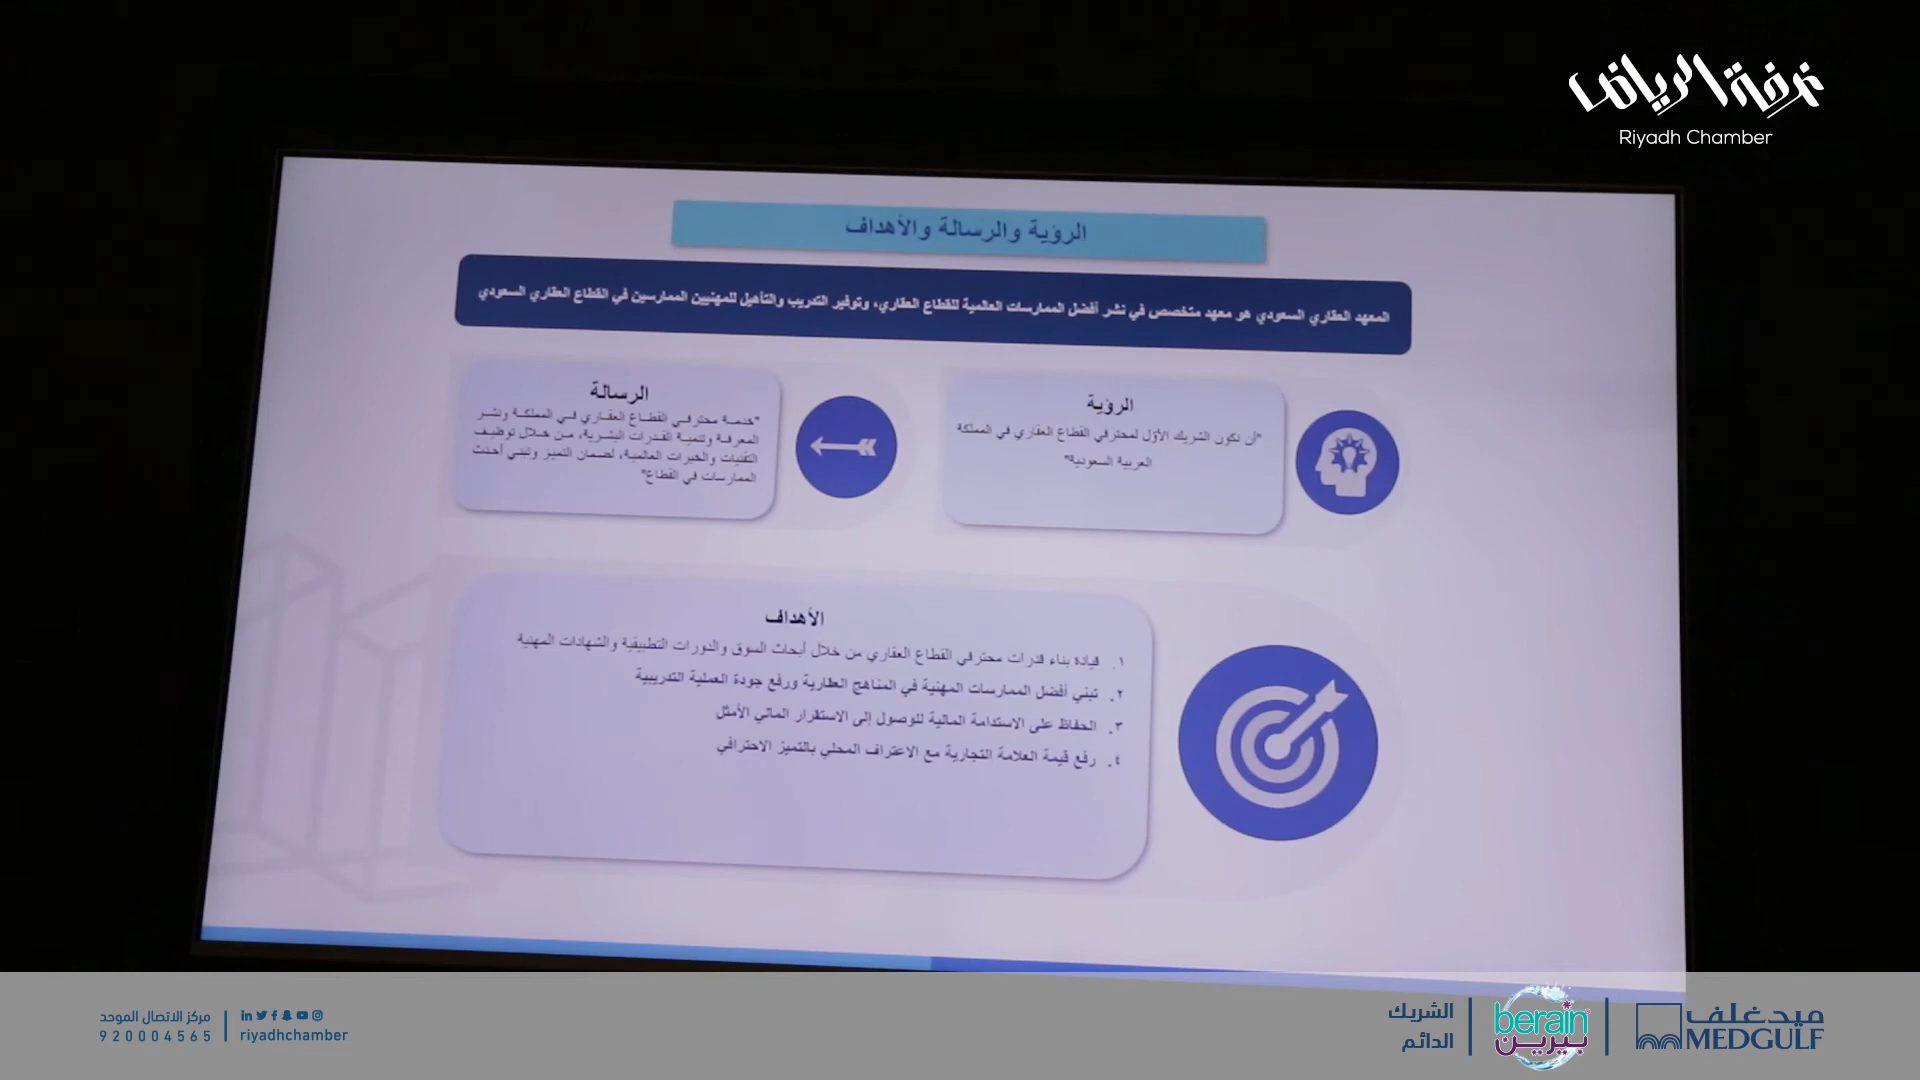 غرفة الرياض
Riyadh Chamber
الرؤية والرسالة والأهداف
المعهد العقاري السعودي هو معهد متخصص في نشر أفضل الممارسات العالمية للقطاع العقاري، وتوفير التدريب والتأهيل للمهنيين الممارسين في القطاع العقاري السعودي
الرؤية
"أن نكون الشريك الأوّل لمحترفي القطاع العقاري في المملكة
العربية السعودية"
الرسالة
"خدمة محترفي القطاع العقاري في المملكة ونشر
المعرفة وتنمية القدرات البشرية، من خلال توظيف
التقنيات والخبرات العالمية، لضمان التميز وتبني أحدث
الممارسات في القطاع"
الأهداف
١. قيادة بناء قدرات محترفي القطاع العقاري من خلال أبحاث السوق والدورات التطبيقية والشهادات المهنية
٢. تبني أفضل الممارسات المهنية في المناهج العقارية ورفع جودة العملية التدريبية
٣. الحفاظ على الاستدامة المالية للوصول إلى الاستقرار المالي الأمثل
٤. رفع قيمة العلامة التجارية مع الاعتراف المحلي بالتميز الاحترافي
ميدغلف
MEDGULF
berain
بيرين
الشريك
الدائم
riyadhchamber
مركز الاتصال الموحد
920004565